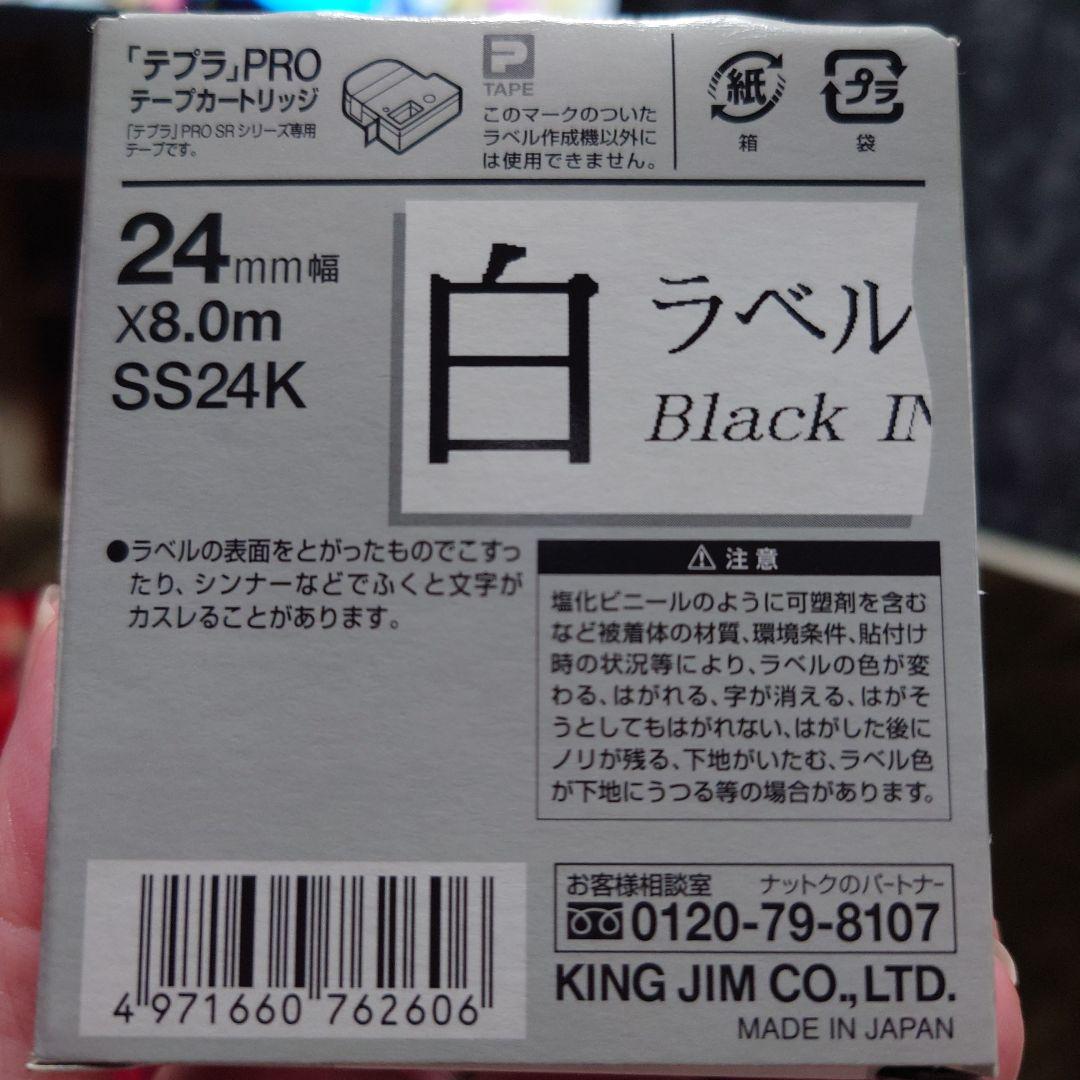 「テプラ」PRO
テープカートリッジ
「テプラ」PRO SRシリーズ専用
テープです。
P
TAPE
このマークのついた
ラベル作成機以外に
は使用できません。
紙
箱
プラ
袋
24mm幅
X8.0m
SS24K
白
ラベル
Black IN
●ラベルの表面をとがったものでこすっ
たり、シンナーなどでふくと文字が
カスレることがあります。
⚠注意
塩化ビニールのように可塑剤を含む
など被着体の材質、環境条件、貼付け
時の状況等により、ラベルの色が変
わる、はがれる、字が消える、はがそ
うとしてもはがれない、はがした後に
ノリが残る、下地がいたむ、ラベル色
が下地にうつる等の場合があります。
4 971660 762606
お客様相談室 ナットクのパートナー
0120-79-8107
KING JIM CO.,LTD.
MADE IN JAPAN